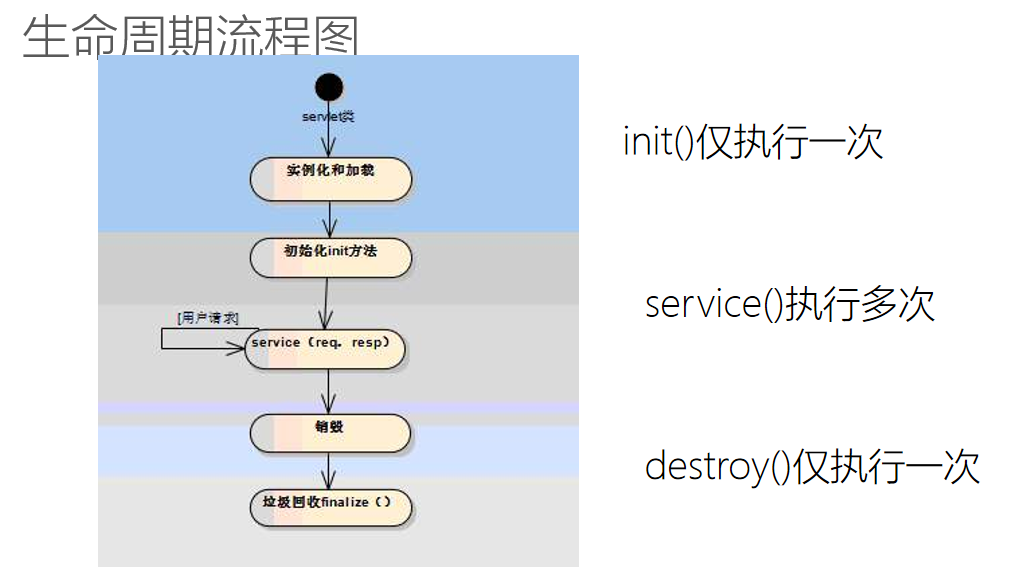 生命周期流程图
servlet类
实例化和加载
初始化init方法
[用户请求]
service（req，resp）
销毁
垃圾回收finalize（）
init()仅执行一次
service()执行多次
destroy()仅执行一次